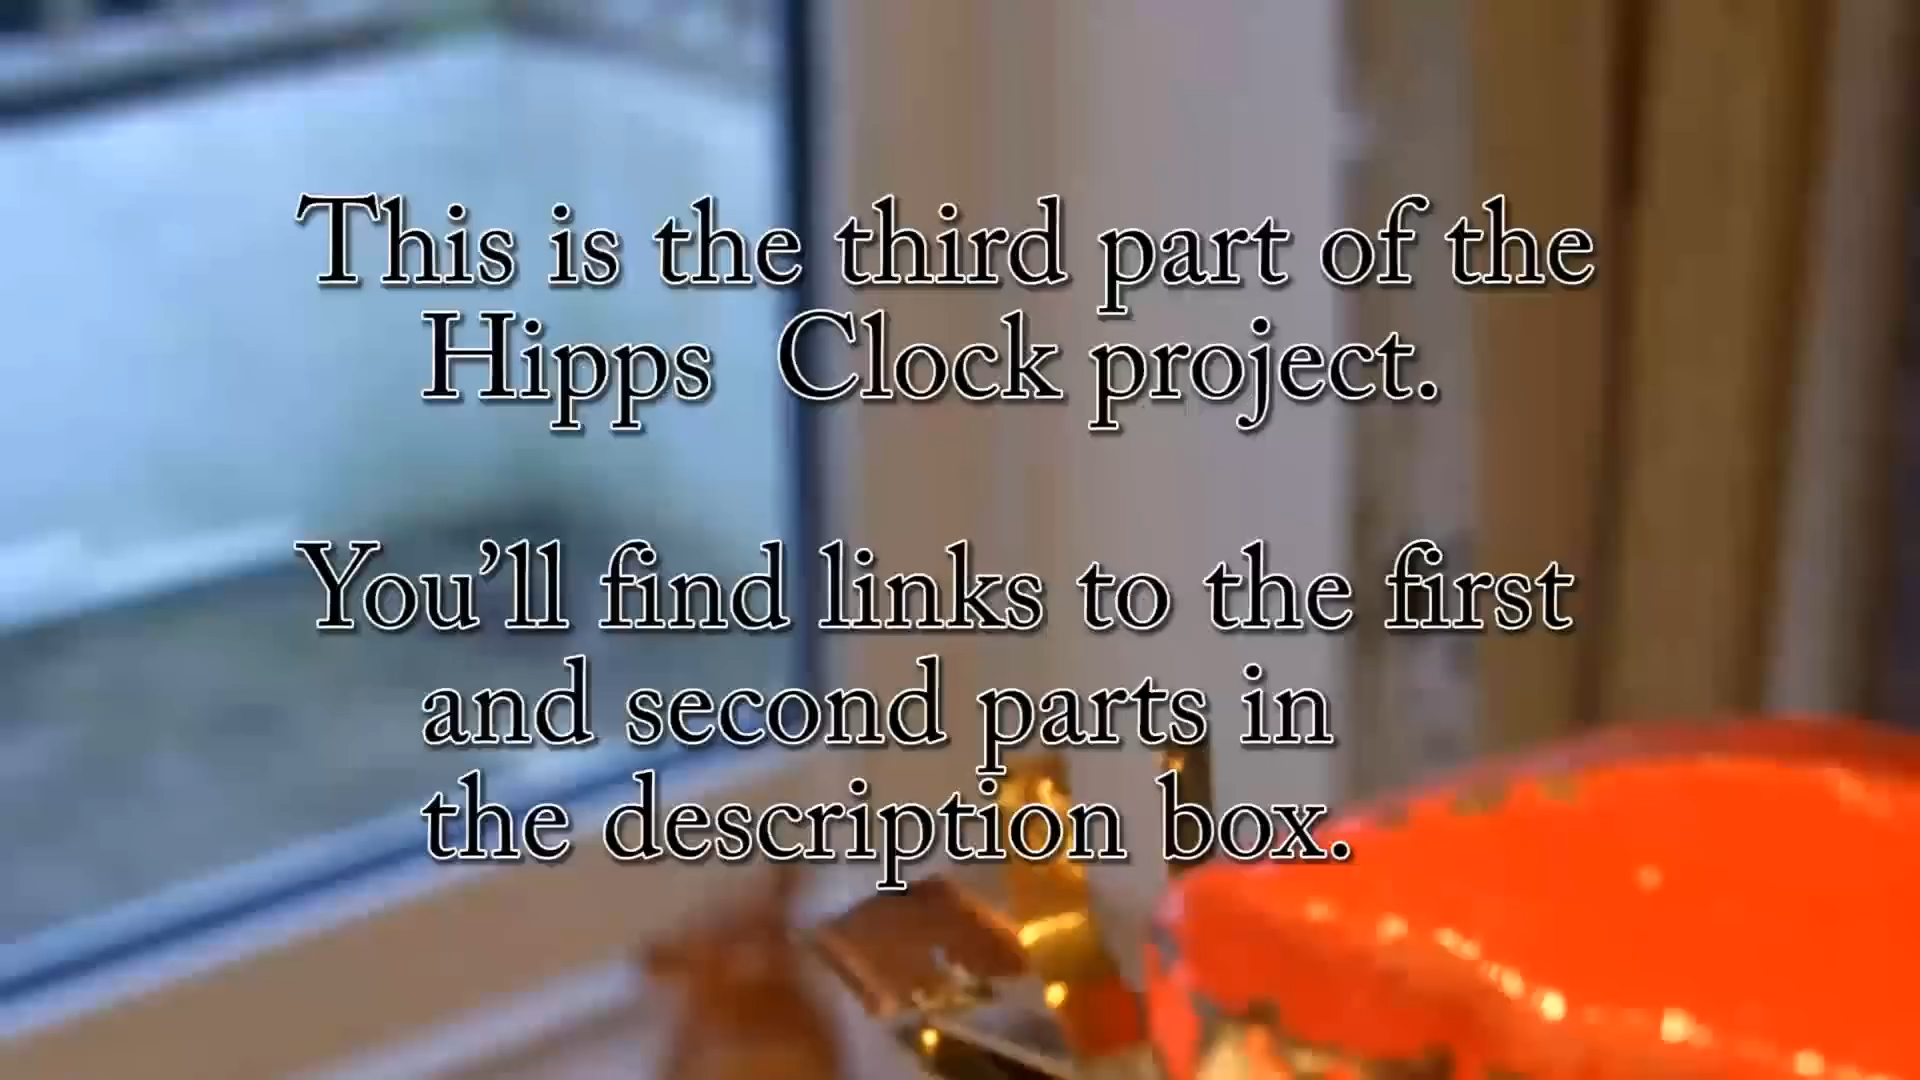 This is the third part of the
Hipps  Clock project.
You’ll find links to the first
and second parts in
the description box.